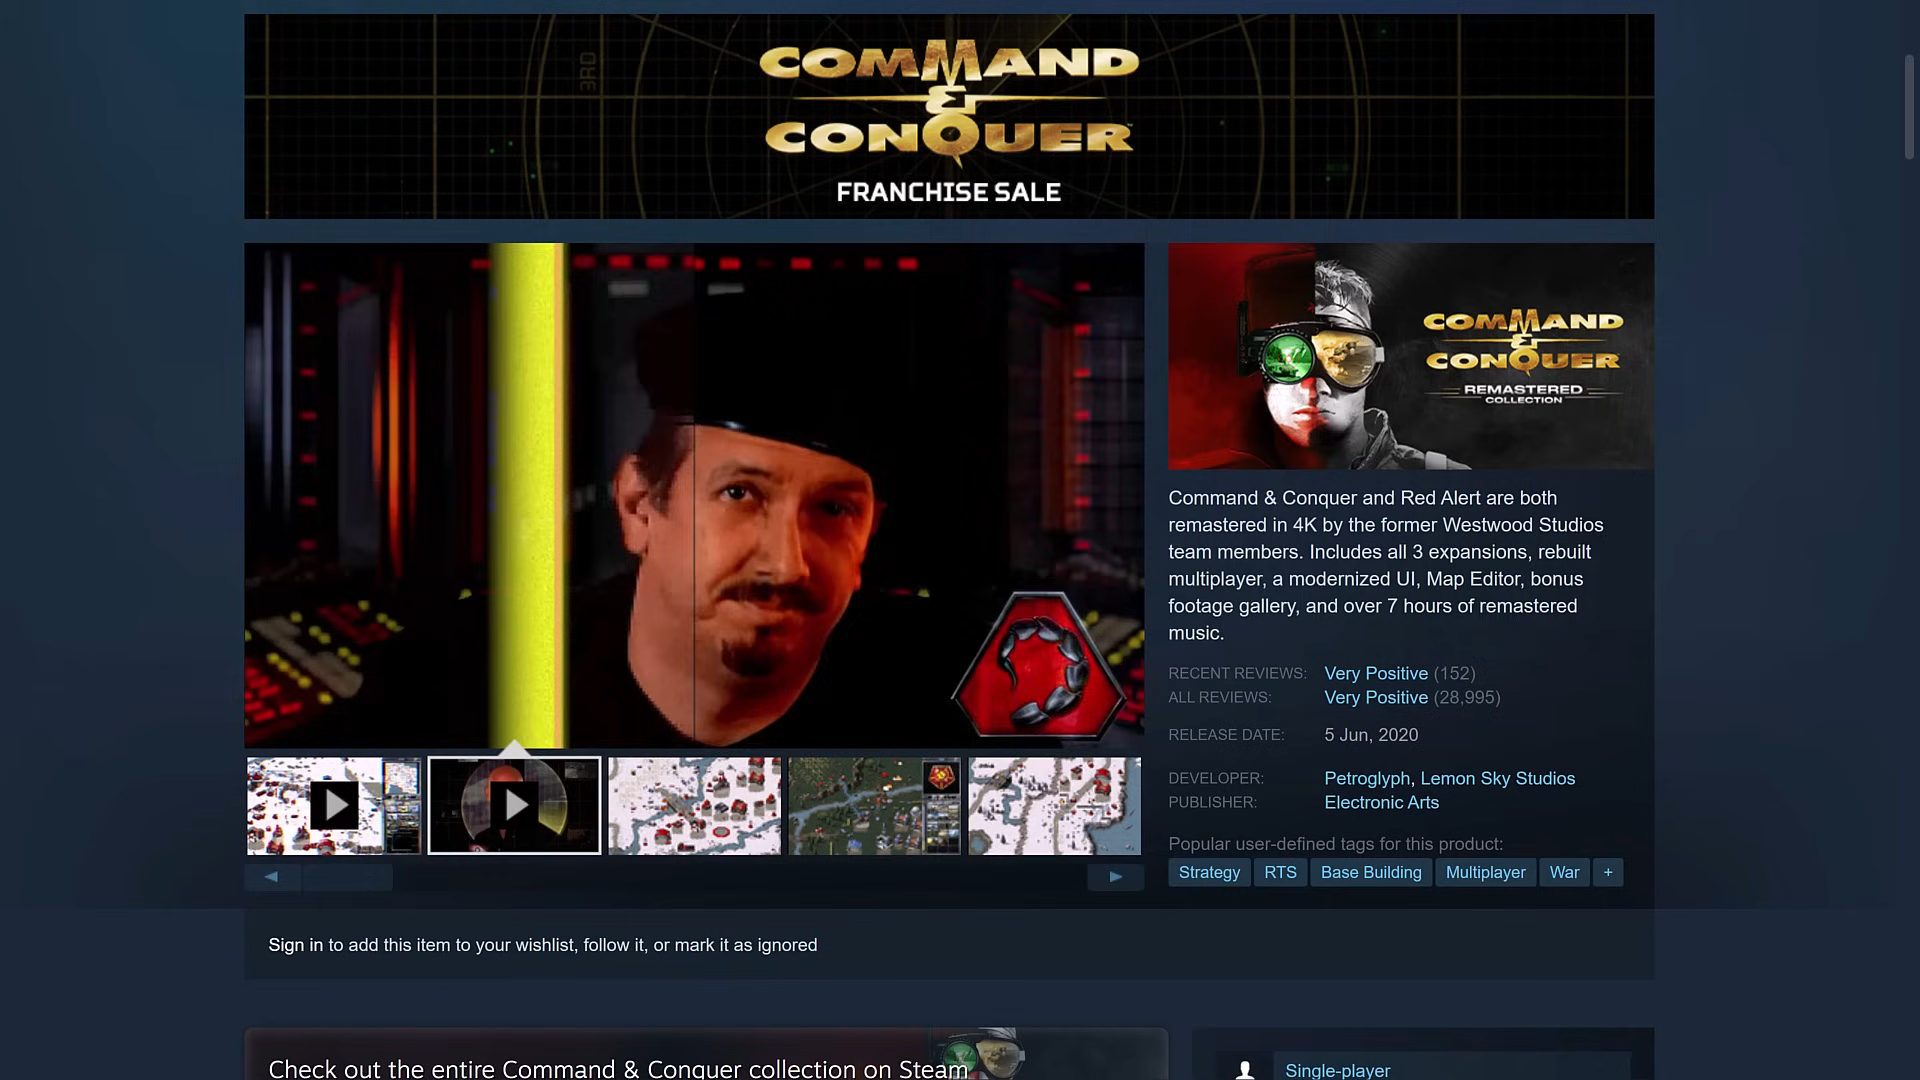 COMMAND
&
CONQUER
FRANCHISE SALE
3RD
COMMAND
&
CONQUER
REMASTERED
COLLECTION
Command & Conquer and Red Alert are both
remastered in 4K by the former Westwood Studios
team members. Includes all 3 expansions, rebuilt
multiplayer, a modernized UI, Map Editor, bonus
footage gallery, and over 7 hours of remastered
music.
RECENT REVIEWS: Very Positive (152)
ALL REVIEWS: Very Positive (28,995)
RELEASE DATE: 5 Jun, 2020
DEVELOPER: Petroglyph, Lemon Sky Studios
PUBLISHER: Electronic Arts
Popular user-defined tags for this product:
Strategy RTS Base Building Multiplayer War +
Sign in to add this item to your wishlist, follow it, or mark it as ignored
Check out the entire Command & Conquer collection on Steam
Single-player